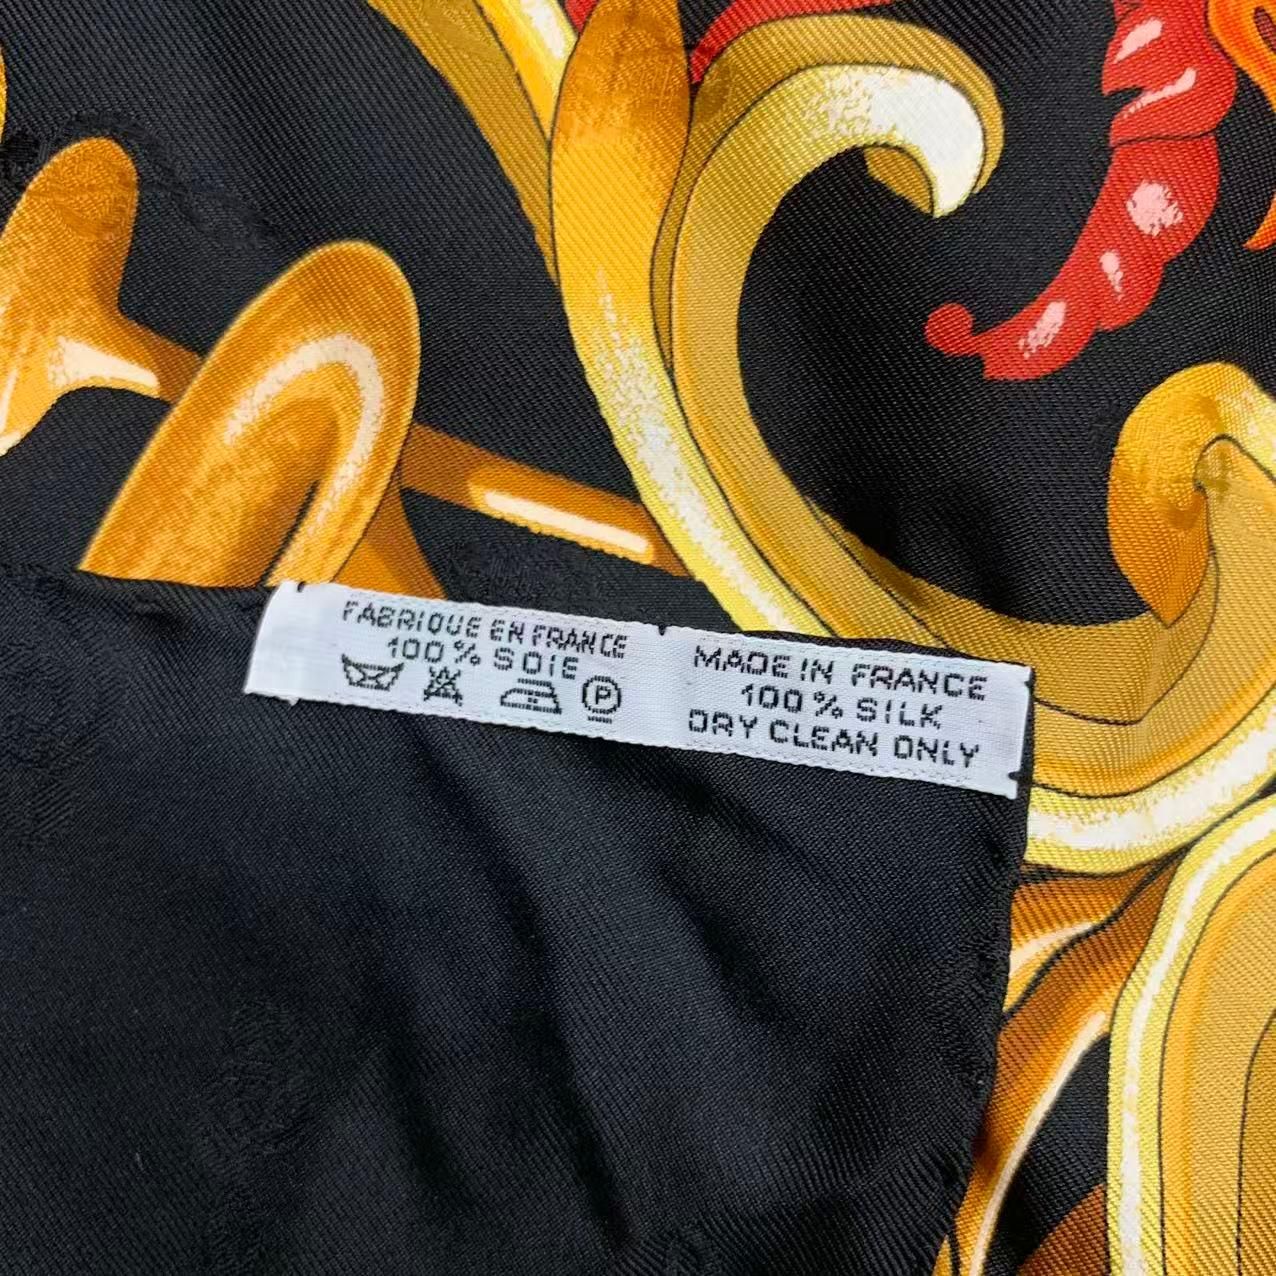 FABRIQUE EN FRANCE
100% SOIE
P
MADE IN FRANCE
100% SILK
DRY CLEAN ONLY